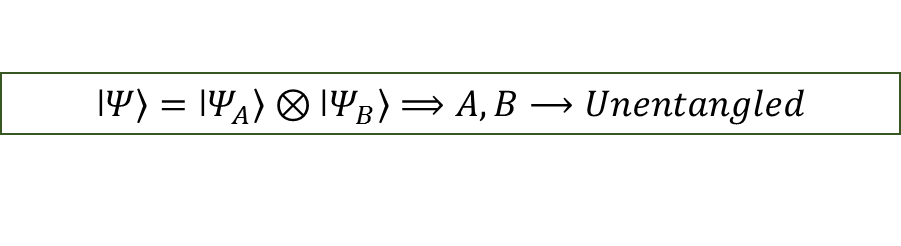 |Ψ⟩ = |Ψ_A⟩ ⊗ |Ψ_B⟩ ⟹ A, B ⟶ Unentangled